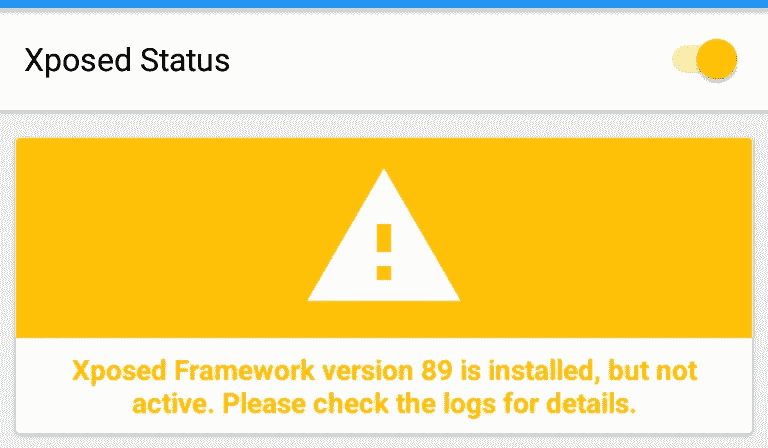 Xposed Status
Xposed Framework version 89 is installed, but not
active. Please check the logs for details.